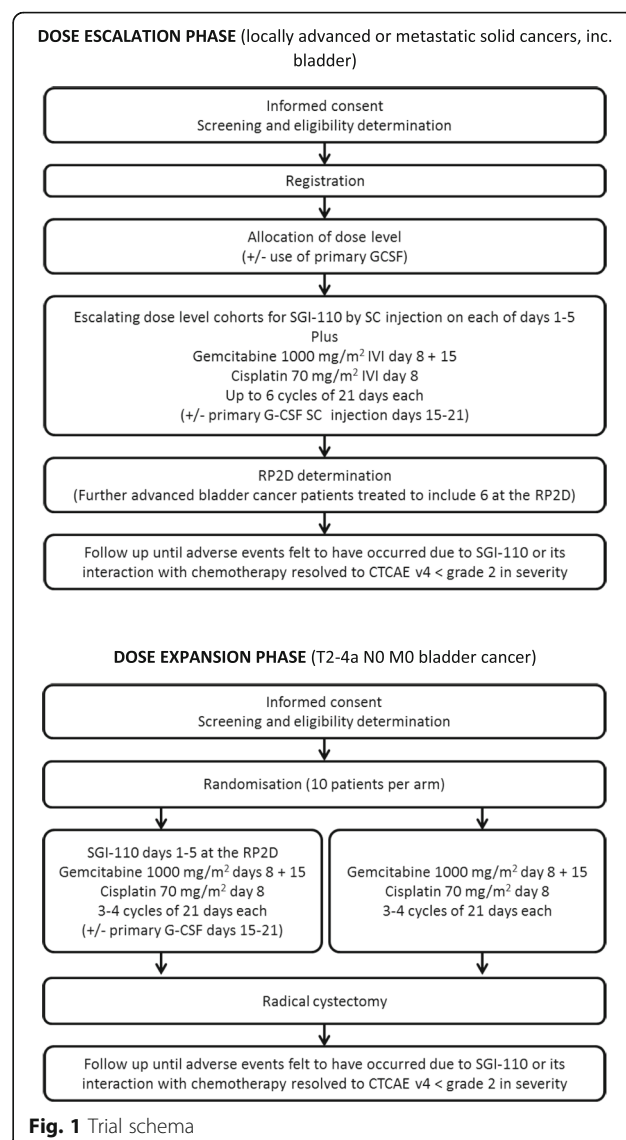 DOSE ESCALATION PHASE (locally advanced or metastatic solid cancers, inc.
bladder)
Informed consent
Screening and eligibility determination
Registration
Allocation of dose level
(+/- use of primary GCSF)
Escalating dose level cohorts for SGI-110 by SC injection on each of days 1-5
Plus
Gemcitabine 1000 mg/m² IVI day 8 + 15
Cisplatin 70 mg/m² IVI day 8
Up to 6 cycles of 21 days each
(+/- primary G-CSF SC injection days 15-21)
RP2D determination
(Further advanced bladder cancer patients treated to include 6 at the RP2D)
Follow up until adverse events felt to have occurred due to SGI-110 or its
interaction with chemotherapy resolved to CTCAE v4 < grade 2 in severity
DOSE EXPANSION PHASE (T2-4a N0 M0 bladder cancer)
Informed consent
Screening and eligibility determination
Randomisation (10 patients per arm)
SGI-110 days 1-5 at the RP2D
Gemcitabine 1000 mg/m² days 8 + 15
Cisplatin 70 mg/m² day 8
3-4 cycles of 21 days each
(+/- primary G-CSF days 15-21)
Gemcitabine 1000 mg/m² day 8 + 15
Cisplatin 70 mg/m² day 8
3-4 cycles of 21 days each
Radical cystectomy
Follow up until adverse events felt to have occurred due to SGI-110 or its
interaction with chemotherapy resolved to CTCAE v4 < grade 2 in severity
Fig. 1 Trial schema